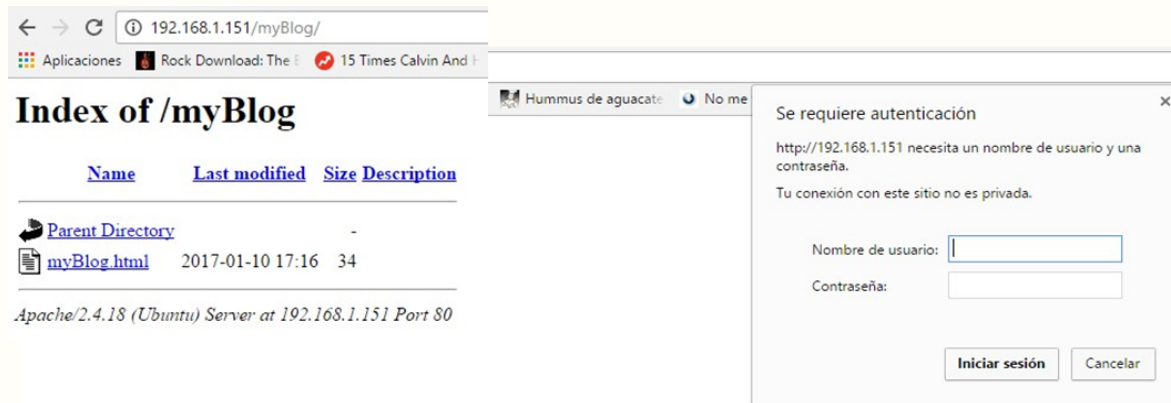 192.168.1.151/myBlog/
Aplicaciones Rock Download: The 15 Times Calvin And
Index of /myBlog
Name Last modified Size Description
Parent Directory -
myBlog.html 2017-01-10 17:16 34
Apache/2.4.18 (Ubuntu) Server at 192.168.1.151 Port 80
Hummus de aguacate No me
Se requiere autenticación
http://192.168.1.151 necesita un nombre de usuario y una
contraseña.
Tu conexión con este sitio no es privada.
Nombre de usuario:
Contraseña:
Iniciar sesión Cancelar